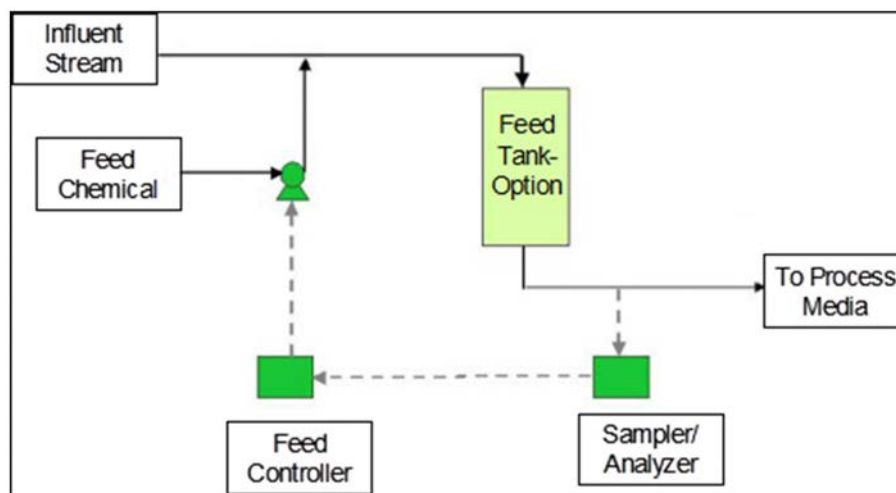 Influent
Stream
Feed
Chemical
Feed
Tank-
Option
To Process
Media
Feed
Controller
Sampler/
Analyzer